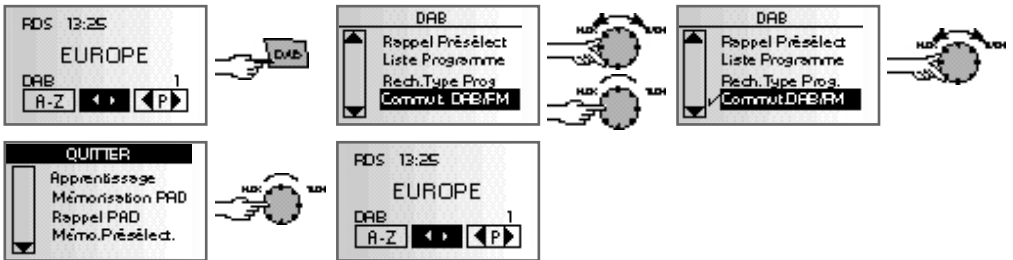 RDS 13:25
EUROPE
DAB 1
A-Z P
DAB
DAB
Rappel Présélect
Liste Programme
Rech.Type Prog
Commut. DAB/FM
DAB
Rappel Présélect
Liste Programme
Rech.Type Prog.
Commut.DAB/FM
QUITTER
Apprentissage
Mémorisation PAD
Rappel PAD
Mémo.Présélect.
RDS 13:25
EUROPE
DAB 1
A-Z P